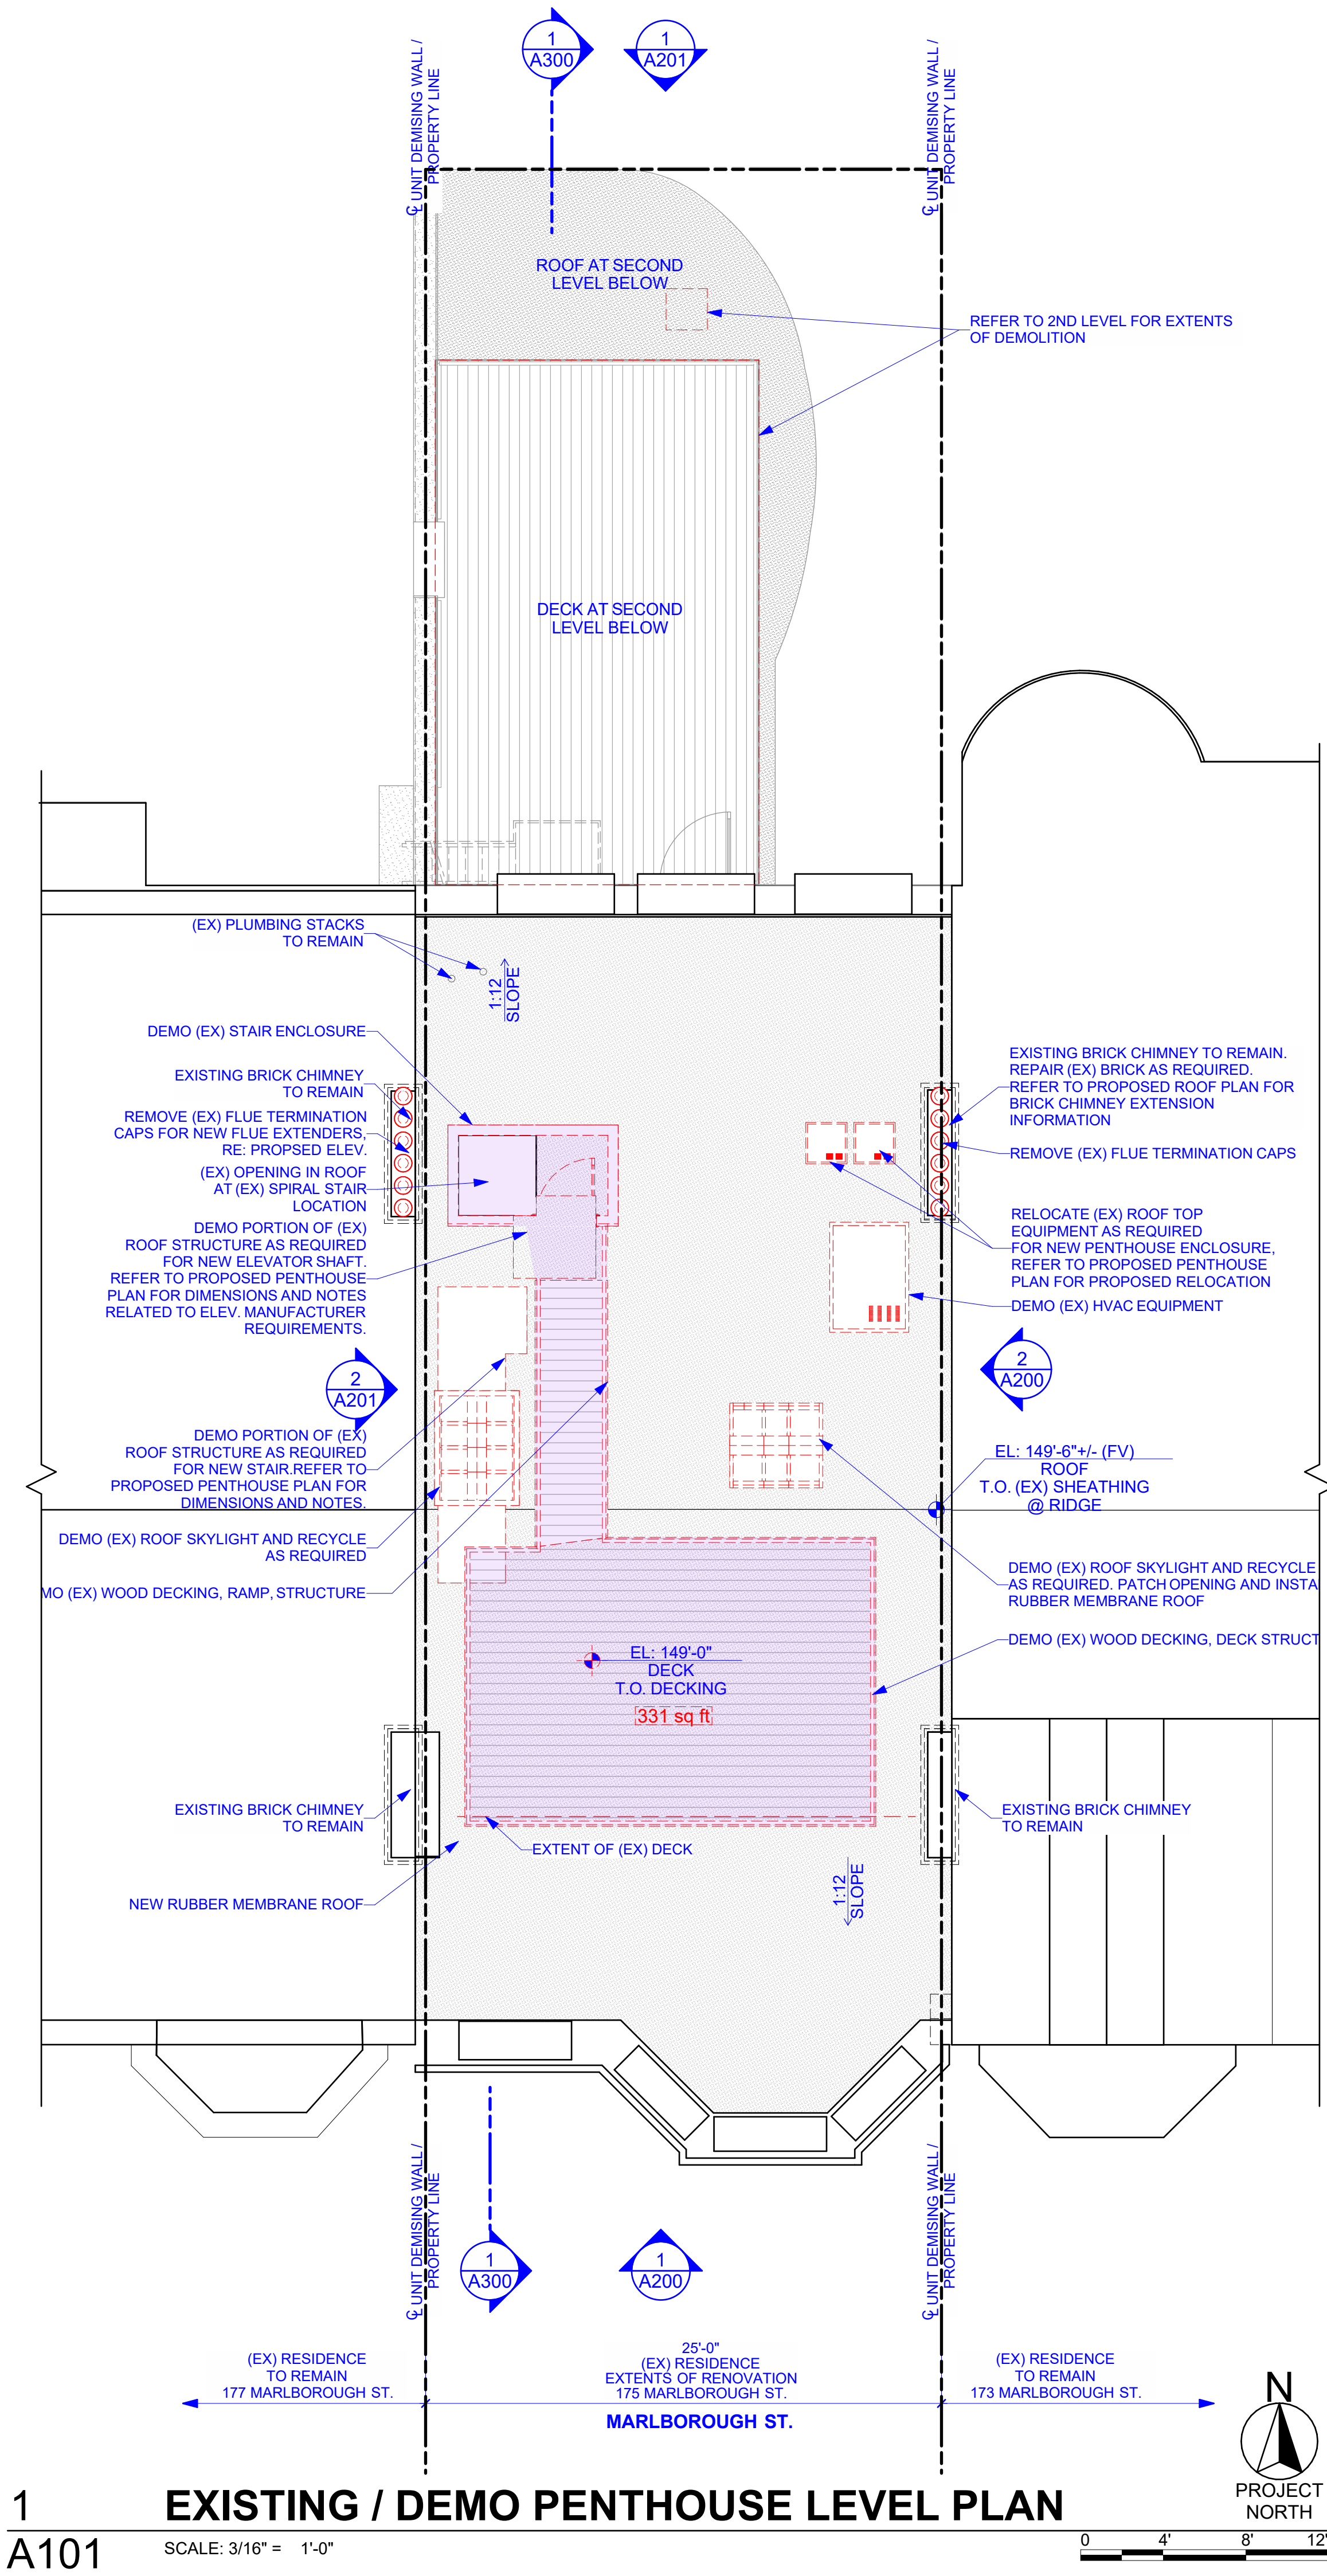 1
A300
1
A201
℄ UNIT DEMISING WALL /
PROPERTY LINE
℄ UNIT DEMISING WALL /
PROPERTY LINE
ROOF AT SECOND
LEVEL BELOW
REFER TO 2ND LEVEL FOR EXTENTS
OF DEMOLITION
DECK AT SECOND
LEVEL BELOW
(EX) PLUMBING STACKS
TO REMAIN
1:12
SLOPE
DEMO (EX) STAIR ENCLOSURE
EXISTING BRICK CHIMNEY
TO REMAIN
REMOVE (EX) FLUE TERMINATION
CAPS FOR NEW FLUE EXTENDERS,
RE: PROPSED ELEV.
(EX) OPENING IN ROOF
AT (EX) SPIRAL STAIR
LOCATION
DEMO PORTION OF (EX)
ROOF STRUCTURE AS REQUIRED
FOR NEW ELEVATOR SHAFT.
REFER TO PROPOSED PENTHOUSE
PLAN FOR DIMENSIONS AND NOTES
RELATED TO ELEV. MANUFACTURER
REQUIREMENTS.
EXISTING BRICK CHIMNEY TO REMAIN.
REPAIR (EX) BRICK AS REQUIRED.
REFER TO PROPOSED ROOF PLAN FOR
BRICK CHIMNEY EXTENSION
INFORMATION
REMOVE (EX) FLUE TERMINATION CAPS
RELOCATE (EX) ROOF TOP
EQUIPMENT AS REQUIRED
FOR NEW PENTHOUSE ENCLOSURE,
REFER TO PROPOSED PENTHOUSE
PLAN FOR PROPOSED RELOCATION
DEMO (EX) HVAC EQUIPMENT
2
A201
2
A200
DEMO PORTION OF (EX)
ROOF STRUCTURE AS REQUIRED
FOR NEW STAIR.REFER TO
PROPOSED PENTHOUSE PLAN FOR
DIMENSIONS AND NOTES.
EL: 149'-6"+/- (FV)
ROOF
T.O. (EX) SHEATHING
@ RIDGE
DEMO (EX) ROOF SKYLIGHT AND RECYCLE
AS REQUIRED
MO (EX) WOOD DECKING, RAMP, STRUCTURE
DEMO (EX) ROOF SKYLIGHT AND RECYCLE
AS REQUIRED. PATCH OPENING AND INSTA
RUBBER MEMBRANE ROOF
DEMO (EX) WOOD DECKING, DECK STRUCT
EL: 149'-0"
DECK
T.O. DECKING
331 sq ft
EXISTING BRICK CHIMNEY
TO REMAIN
EXISTING BRICK CHIMNEY
TO REMAIN
EXTENT OF (EX) DECK
NEW RUBBER MEMBRANE ROOF
1:12
SLOPE
℄ UNIT DEMISING WALL /
PROPERTY LINE
℄ UNIT DEMISING WALL /
PROPERTY LINE
1
A300
1
A200
(EX) RESIDENCE
TO REMAIN
177 MARLBOROUGH ST.
25'-0"
(EX) RESIDENCE
EXTENTS OF RENOVATION
175 MARLBOROUGH ST.
(EX) RESIDENCE
TO REMAIN
173 MARLBOROUGH ST.
MARLBOROUGH ST.
N
PROJECT
NORTH
1
A101
EXISTING / DEMO PENTHOUSE LEVEL PLAN
SCALE: 3/16" = 1'-0"
0 4' 8' 12'